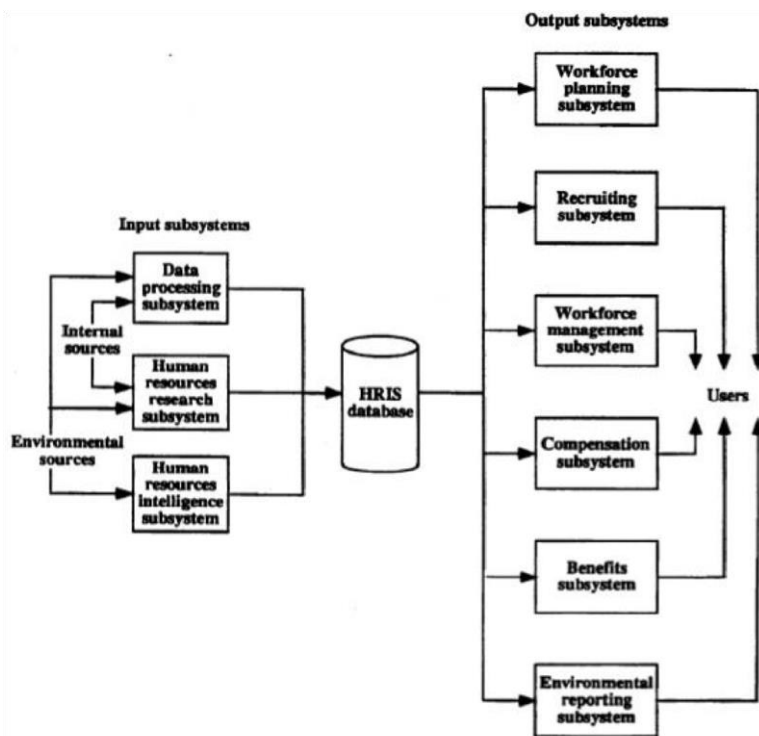 Output subsystems
Workforce
planning
subsystem
Recruiting
subsystem
Input subsystems
Data
processing
subsystem
Internal
sources
Workforce
management
subsystem
Human
resources
research
subsystem
HRIS
database
Users
Environmental
sources
Human
resources
intelligence
subsystem
Compensation
subsystem
Benefits
subsystem
Environmental
reporting
subsystem